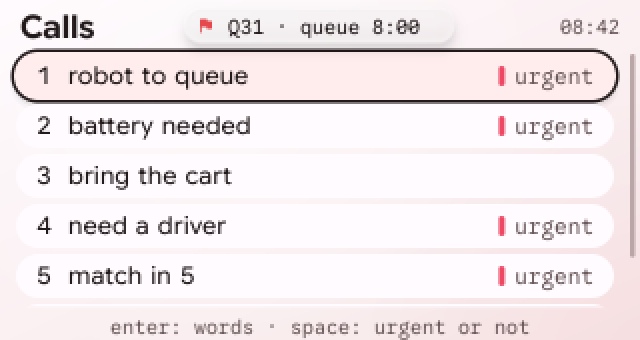 Calls
Q31 · queue 8:00
08:42
1 robot to queue urgent
2 battery needed urgent
3 bring the cart
4 need a driver urgent
5 match in 5 urgent
enter: words · space: urgent or not